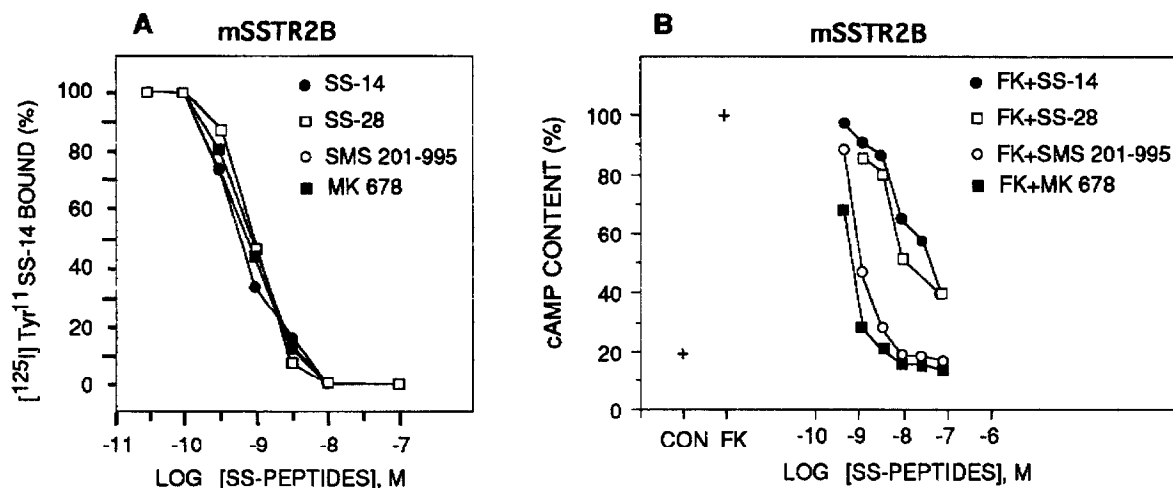 A
mSSTR2B
SS-14
SS-28
SMS 201-995
MK 678
[125I] Tyr11 SS-14 BOUND (%)
100
80
60
40
20
0
-11 -10 -9 -8 -7
LOG [SS-PEPTIDES], M
B
mSSTR2B
FK+SS-14
FK+SS-28
FK+SMS 201-995
FK+MK 678
cAMP CONTENT (%)
100
80
60
40
20
0
CON FK -10 -9 -8 -7 -6
LOG [SS-PEPTIDES], M